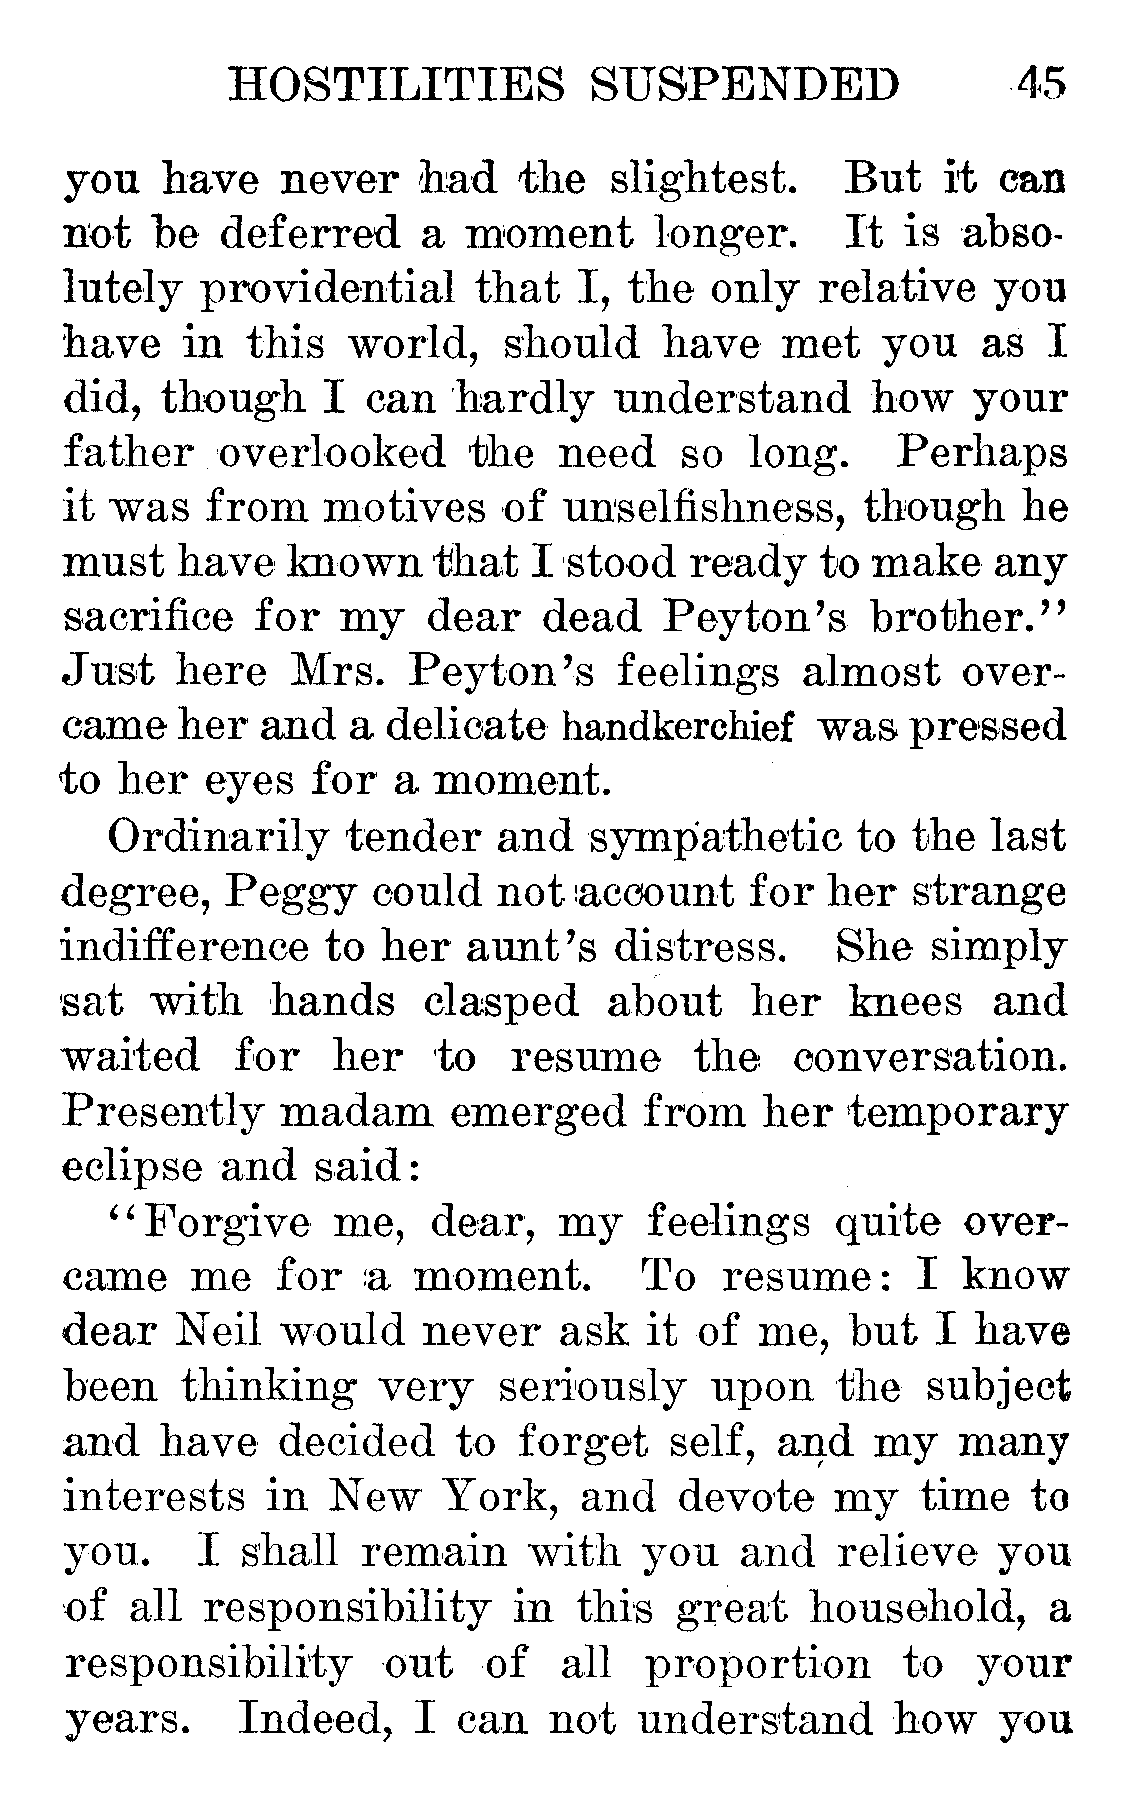 HOSTILITIES SUSPENDED 45
you have never had the slightest. But it can
not be deferred a moment longer. It is abso-
lutely providential that I, the only relative you
have in this world, should have met you as I
did, though I can hardly understand how your
father overlooked the need so long. Perhaps
it was from motives of unselfishness, though he
must have known that I stood ready to make any
sacrifice for my dear dead Peyton's brother."
Just here Mrs. Peyton's feelings almost over-
came her and a delicate handkerchief was pressed
to her eyes for a moment.
Ordinarily tender and sympathetic to the last
degree, Peggy could not account for her strange
indifference to her aunt's distress. She simply
sat with hands clasped about her knees and
waited for her to resume the conversation.
Presently madam emerged from her temporary
eclipse and said:
"Forgive me, dear, my feelings quite over-
came me for a moment. To resume: I know
dear Neil would never ask it of me, but I have
been thinking very seriously upon the subject
and have decided to forget self, and my many
interests in New York, and devote my time to
you. I shall remain with you and relieve you
of all responsibility in this great household, a
responsibility out of all proportion to your
years. Indeed, I can not understand how you